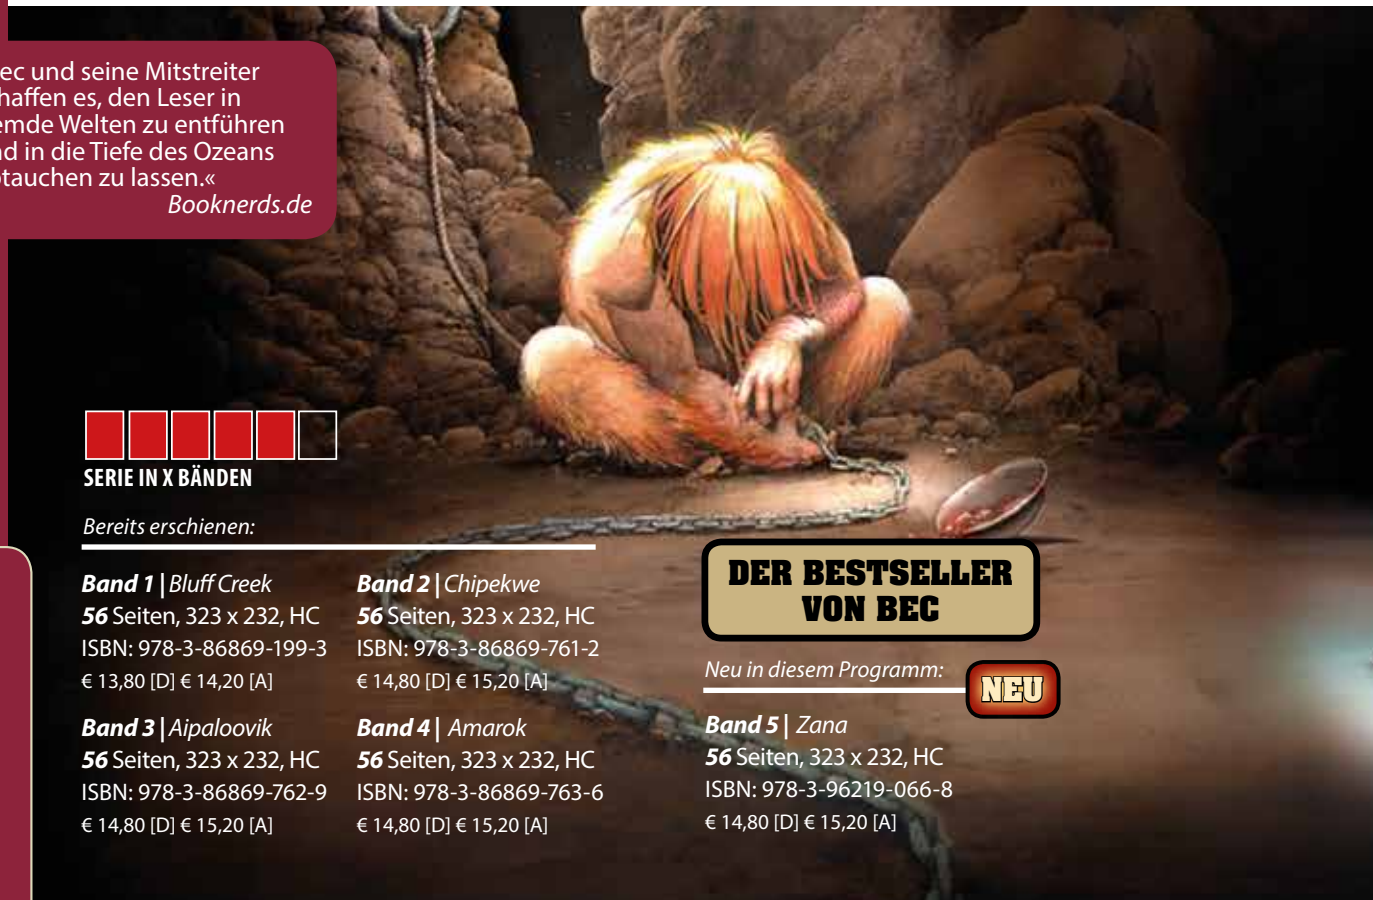 und seine Mitstreiter
es, den Leser in
Welten zu entführen
in die Tiefe des Ozeans
zu lassen.«
Booknerds.de
SERIE IN X BÄNDEN
Bereits erschienen:
Band 1 | Bluff Creek
56 Seiten, 323 x 232, HC
ISBN: 978-3-86869-199-3
€ 13,80 [D] € 14,20 [A]
Band 2 | Chipekwe
56 Seiten, 323 x 232, HC
ISBN: 978-3-86869-761-2
€ 14,80 [D] € 15,20 [A]
Band 3 | Aipaloovik
56 Seiten, 323 x 232, HC
ISBN: 978-3-86869-762-9
€ 14,80 [D] € 15,20 [A]
Band 4 | Amarok
56 Seiten, 323 x 232, HC
ISBN: 978-3-86869-763-6
€ 14,80 [D] € 15,20 [A]
DER BESTSELLER
VON BEC
Neu in diesem Programm:
NEU
Band 5 | Zana
56 Seiten, 323 x 232, HC
ISBN: 978-3-96219-066-8
€ 14,80 [D] € 15,20 [A]